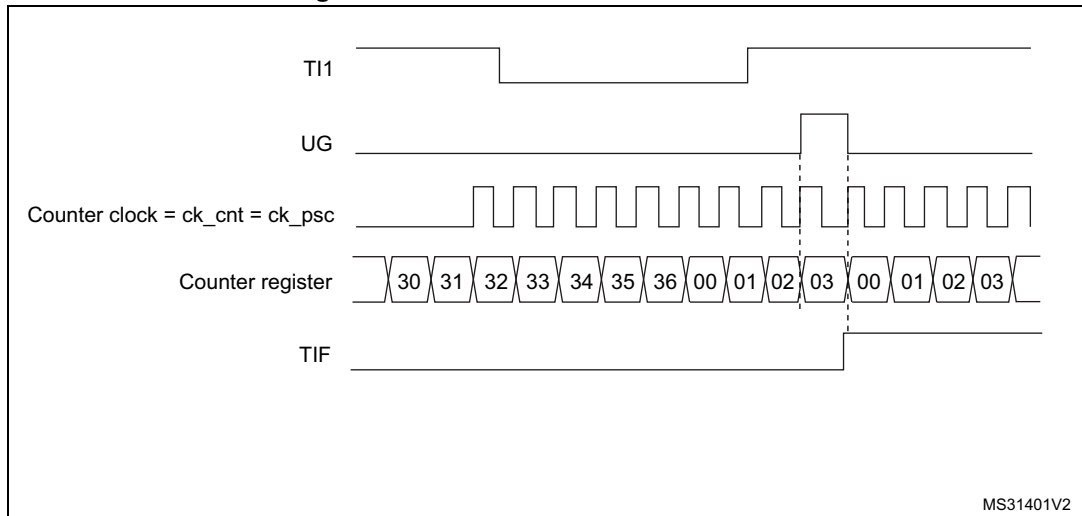 TI1
UG
Counter clock = ck_cnt = ck_psc
Counter register
30 31 32 33 34 35 36 00 01 02 03 00 01 02 03
TIF
MS31401V2